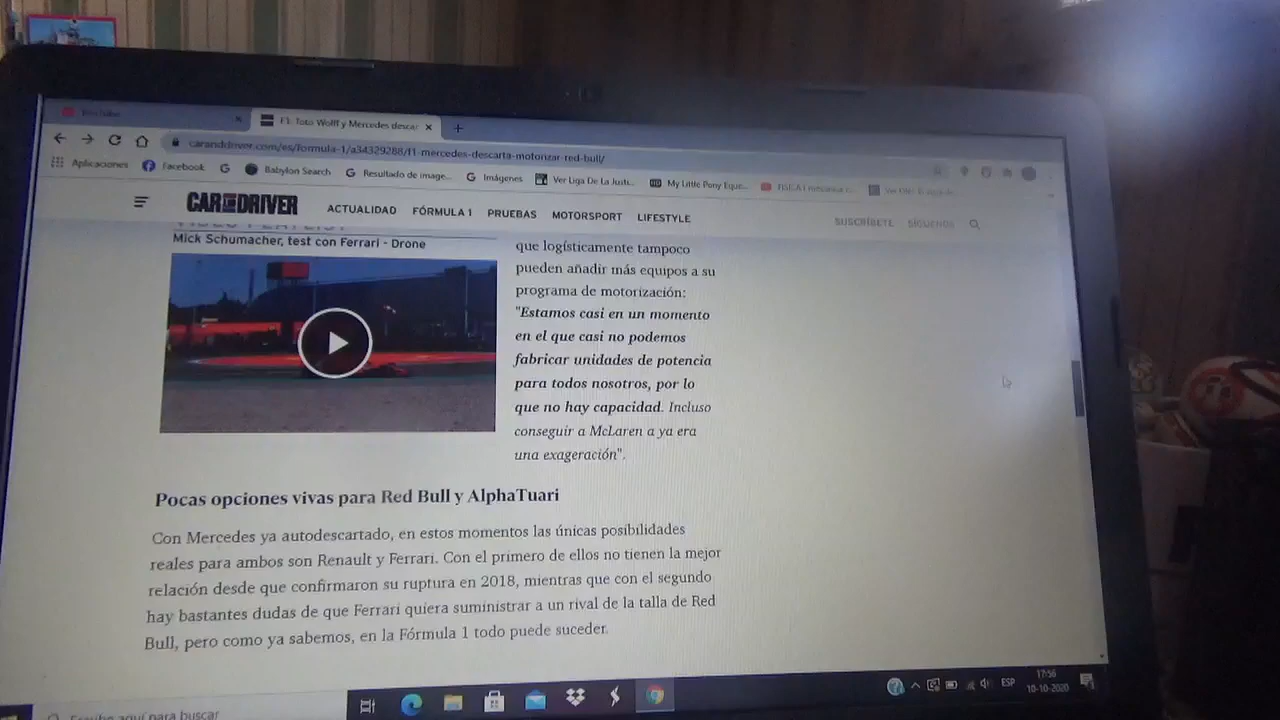 F1: Toto Wolff y Mercedes descar
caranddriver.com/es/formula-1/a34329288/f1-mercedes-descarta-motorizar-red-bull/
Aplicaciones Facebook Babylon Search Resultado de image... Imágenes Ver Liga De La Justi... My Little Pony Eque...
CAR AND DRIVER ACTUALIDAD FÓRMULA 1 PRUEBAS MOTORSPORT LIFESTYLE SUSCRÍBETE SÍGUENOS
Mick Schumacher, test con Ferrari - Drone
que logísticamente tampoco
pueden añadir más equipos a su
programa de motorización:
"Estamos casi en un momento
en el que casi no podemos
fabricar unidades de potencia
para todos nosotros, por lo
que no hay capacidad. Incluso
conseguir a McLaren a ya era
una exageración".
Pocas opciones vivas para Red Bull y AlphaTuari
Con Mercedes ya autodescartado, en estos momentos las únicas posibilidades
reales para ambos son Renault y Ferrari. Con el primero de ellos no tienen la mejor
relación desde que confirmaron su ruptura en 2018, mientras que con el segundo
hay bastantes dudas de que Ferrari quiera suministrar a un rival de la talla de Red
Bull, pero como ya sabemos, en la Fórmula 1 todo puede suceder.
Escribe aquí para buscar
ESP
17:56
10-10-2020